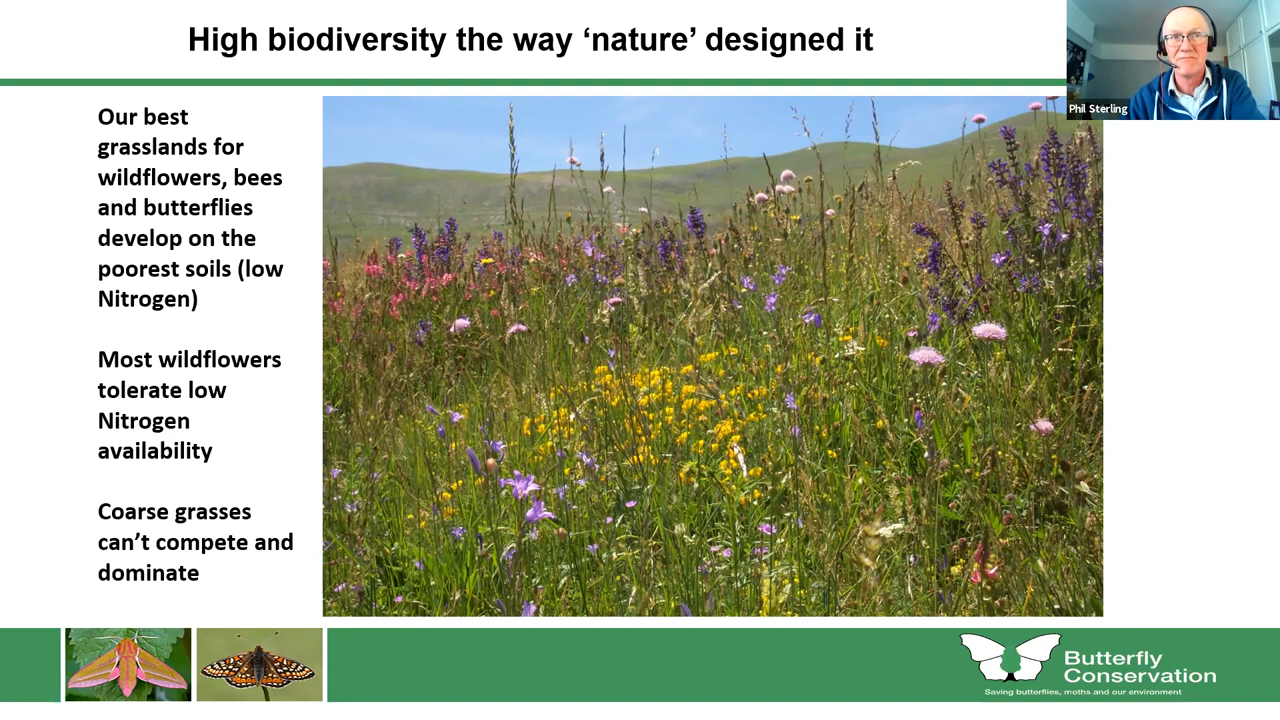 High biodiversity the way ‘nature’ designed it
Phil Sterling
Our best
grasslands for
wildflowers, bees
and butterflies
develop on the
poorest soils (low
Nitrogen)
Most wildflowers
tolerate low
Nitrogen
availability
Coarse grasses
can’t compete and
dominate
Butterfly
Conservation
Saving butterflies, moths and our environment